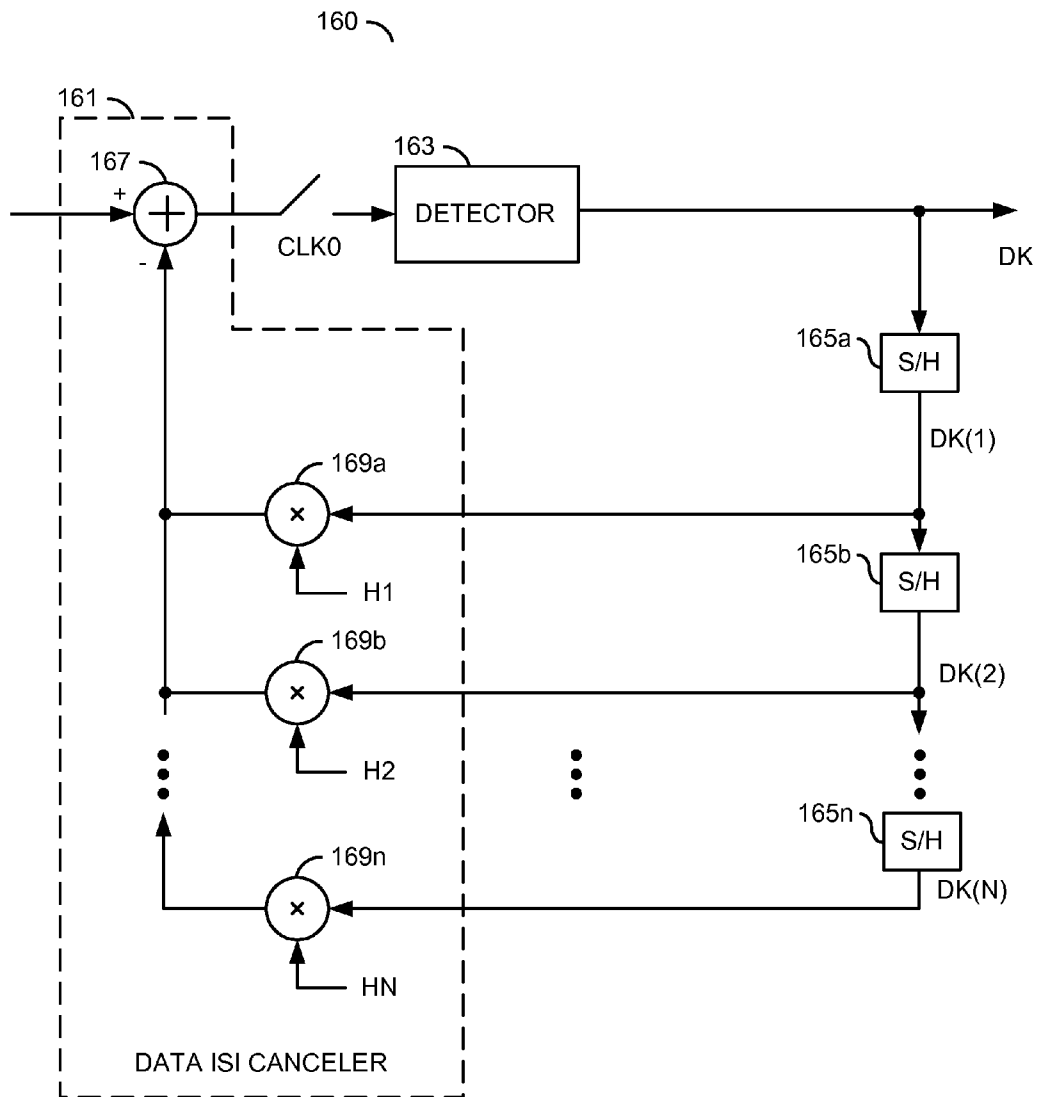 160
161
167
163
+
+
DETECTOR
-
CLK0
DK
165a
S/H
DK(1)
169a
×
165b
S/H
H1
169b
×
DK(2)
H2
165n
S/H
169n
×
DK(N)
HN
DATA ISI CANCELER